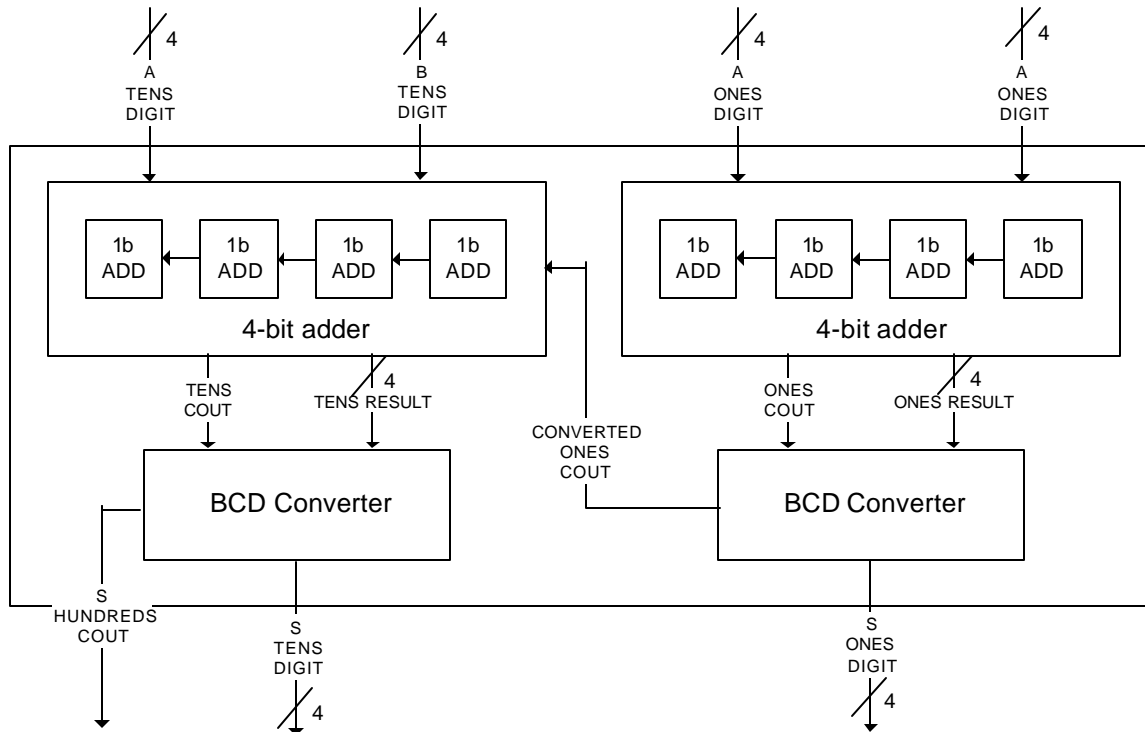 4
4
4
4
A
TENS
DIGIT
B
TENS
DIGIT
A
ONES
DIGIT
A
ONES
DIGIT
1b
ADD
1b
ADD
1b
ADD
1b
ADD
4-bit adder
1b
ADD
1b
ADD
1b
ADD
1b
ADD
4-bit adder
TENS
COUT
4
TENS RESULT
ONES
COUT
4
ONES RESULT
CONVERTED
ONES
COUT
BCD Converter
BCD Converter
S
HUNDREDS
COUT
S
TENS
DIGIT
4
S
ONES
DIGIT
4